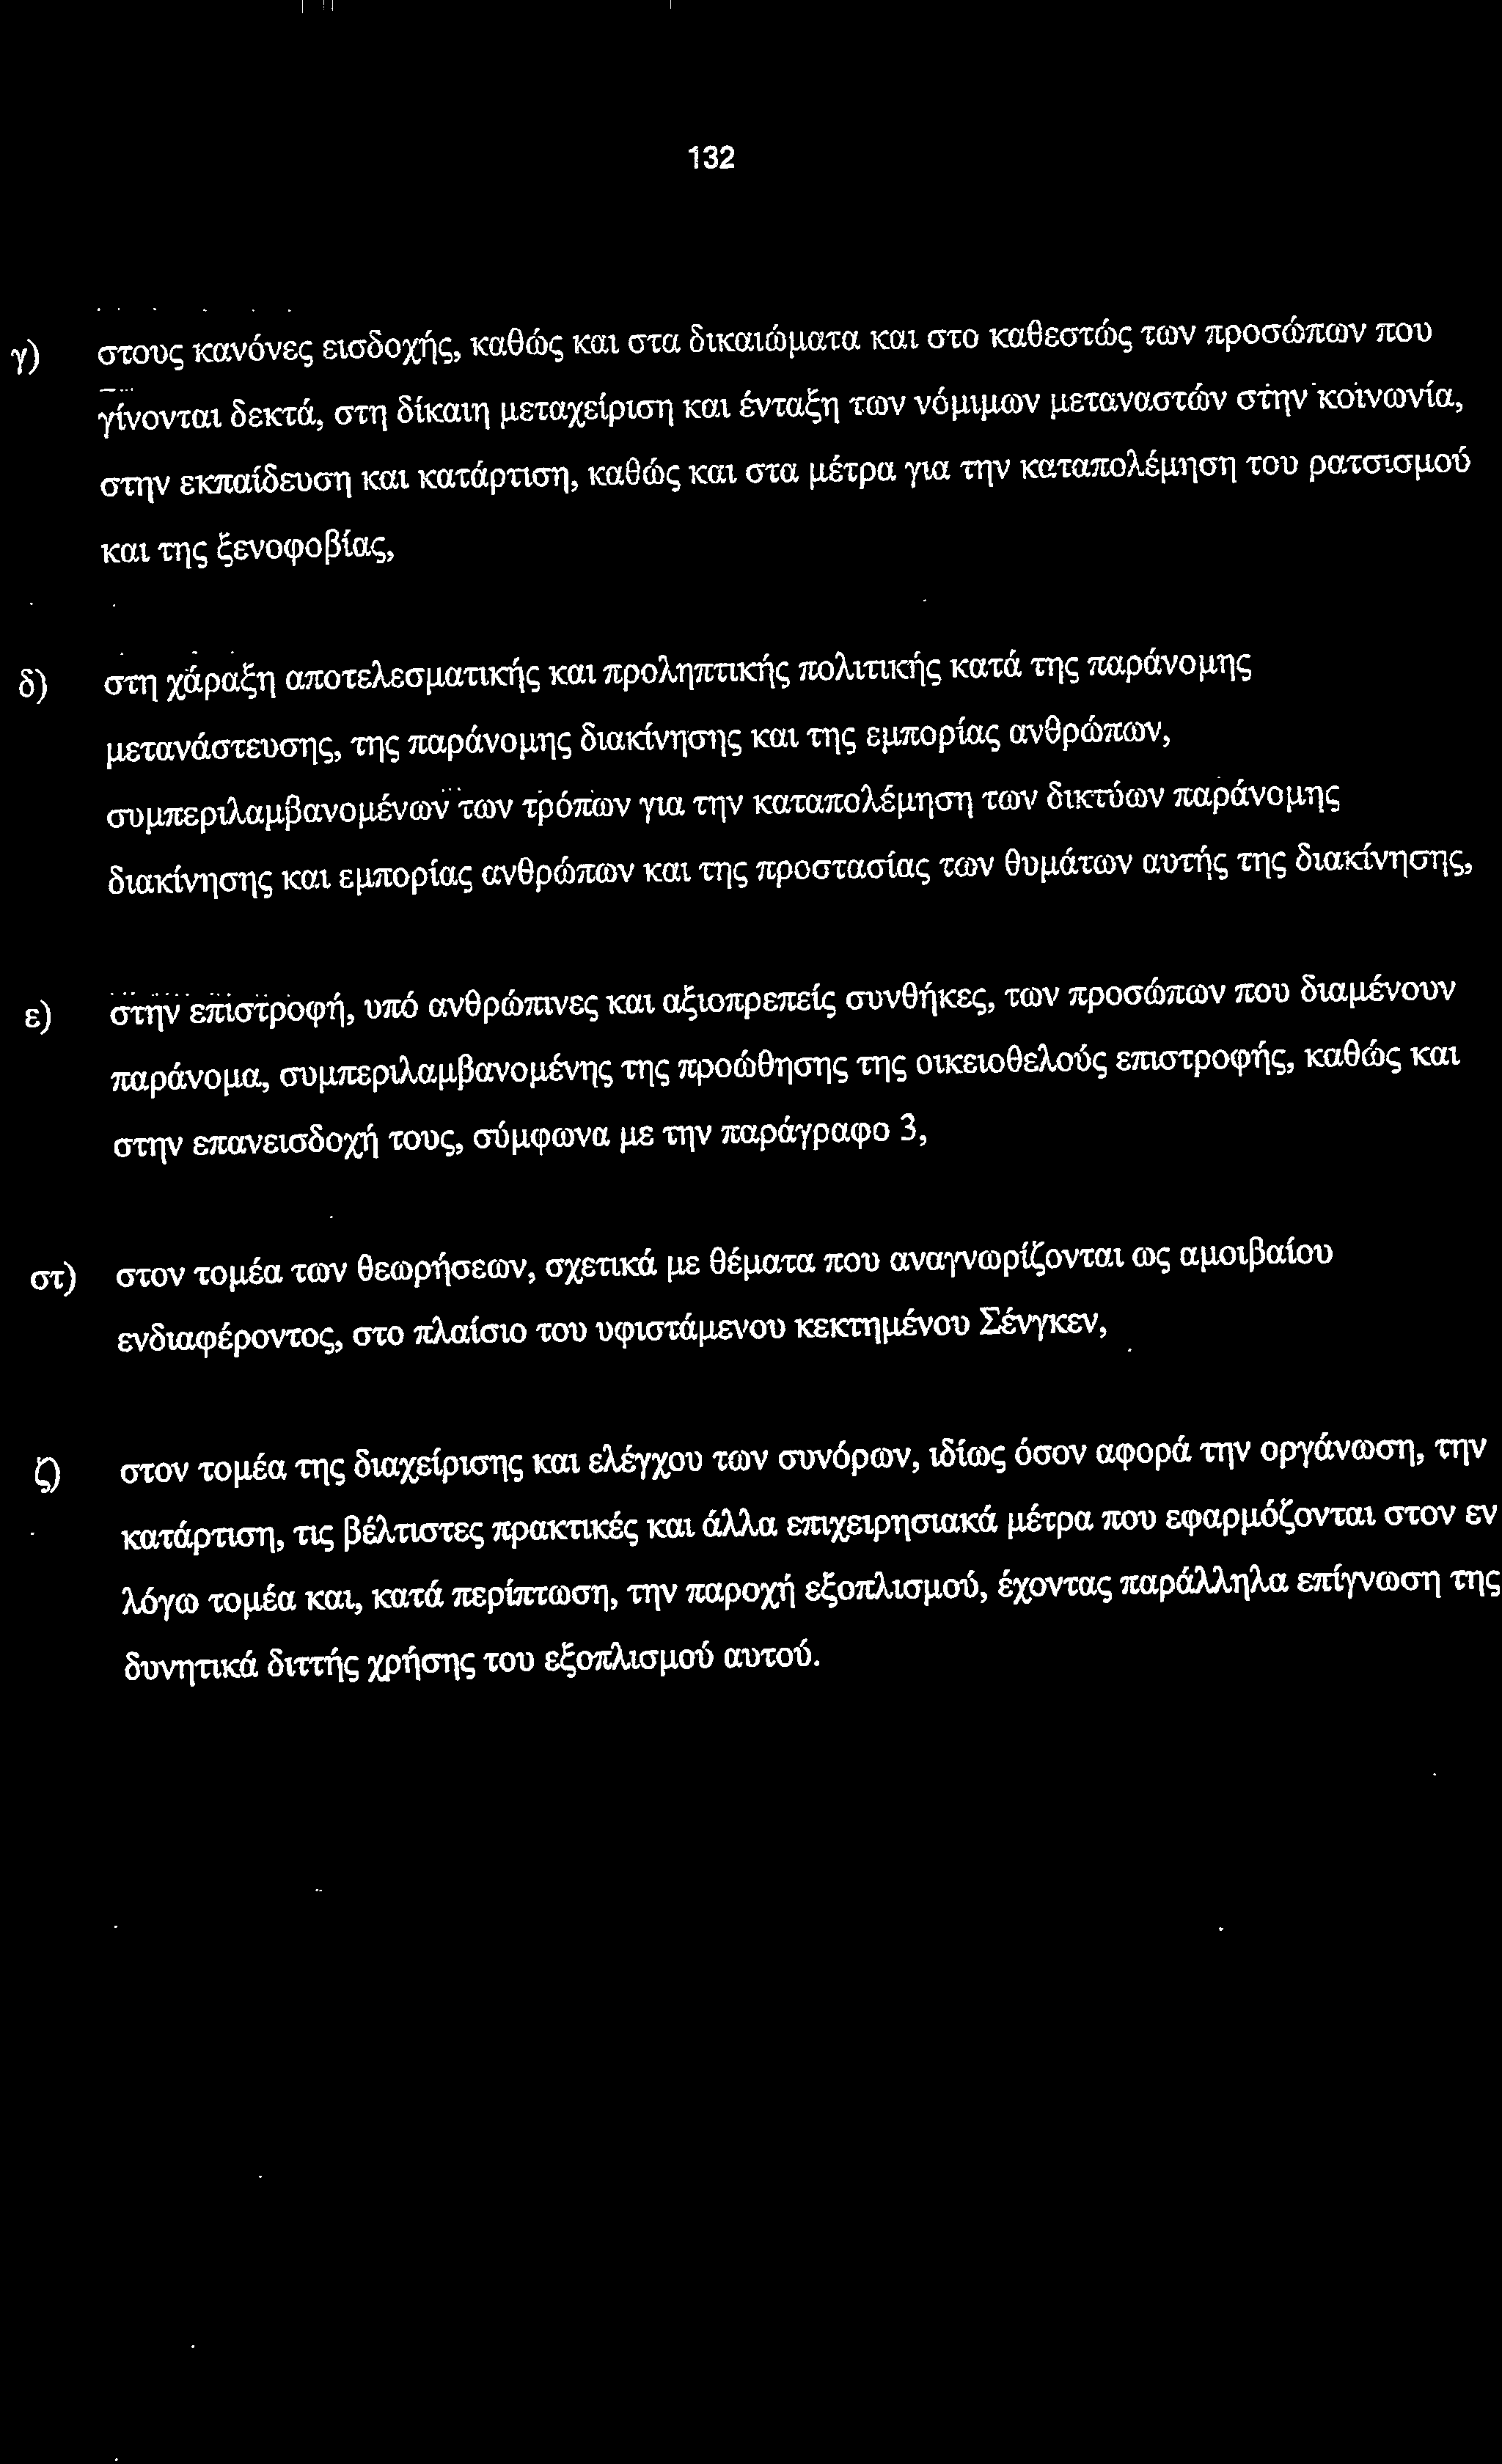 132
γ) στους κανόνες εισδοχής, καθώς και στα δικαιώματα και στο καθεστώς των προσώπων που
γίνονται δεκτά, στη δίκαιη μεταχείριση και ένταξη των νόμιμων μεταναστών στην κοινωνία,
στην εκπαίδευση και κατάρτιση, καθώς και στα μέτρα για την καταπολέμηση του ρατσισμού
και της ξενοφοβίας,
δ) στη χάραξη αποτελεσματικής και προληπτικής πολιτικής κατά της παράνομης
μετανάστευσης, της παράνομης διακίνησης και της εμπορίας ανθρώπων,
συμπεριλαμβανομένων των τρόπων για την καταπολέμηση των δικτύων παράνομης
διακίνησης και εμπορίας ανθρώπων και της προστασίας των θυμάτων αυτής της διακίνησης,
ε) στην επιστροφή, υπό ανθρώπινες και αξιοπρεπείς συνθήκες, των προσώπων που διαμένουν
παράνομα, συμπεριλαμβανομένης της προώθησης της οικειοθελούς επιστροφής, καθώς και
στην επανεισδοχή τους, σύμφωνα με την παράγραφο 3,
στ) στον τομέα των θεωρήσεων, σχετικά με θέματα που αναγνωρίζονται ως αμοιβαίου
ενδιαφέροντος, στο πλαίσιο του υφιστάμενου κεκτημένου Σένγκεν,
ζ) στον τομέα της διαχείρισης και ελέγχου των συνόρων, ιδίως όσον αφορά την οργάνωση, την
κατάρτιση, τις βέλτιστες πρακτικές και άλλα επιχειρησιακά μέτρα που εφαρμόζονται στον εν
λόγω τομέα και, κατά περίπτωση, την παροχή εξοπλισμού, έχοντας παράλληλα επίγνωση της
δυνητικά διττής χρήσης του εξοπλισμού αυτού.